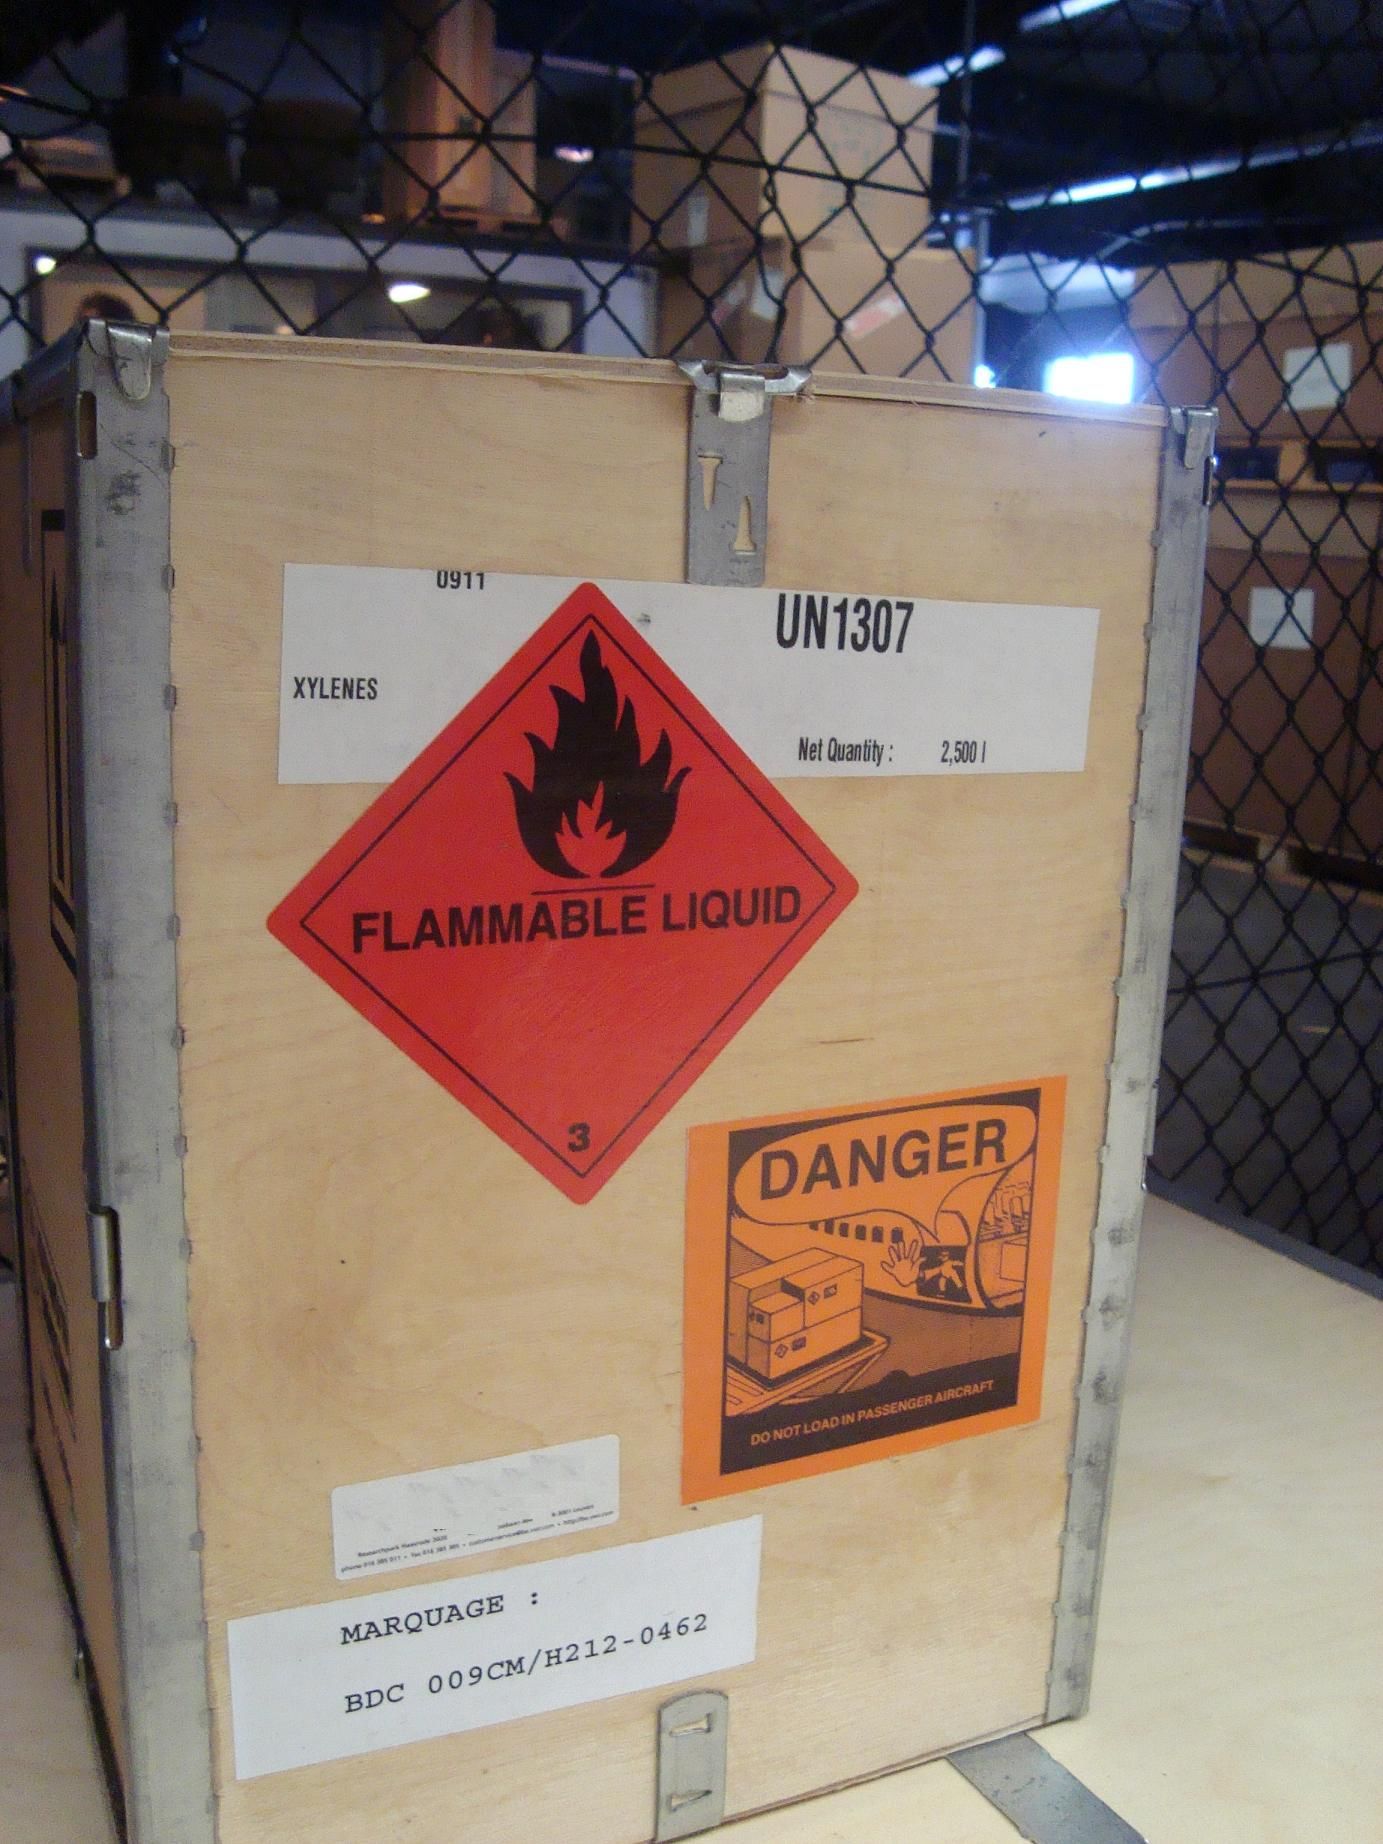 0911
UN1307
XYLENES
Net Quantity : 2,500 l
FLAMMABLE LIQUID
3
DANGER
DO NOT LOAD IN PASSENGER AIRCRAFT
MARQUAGE :
BDC 009CM/H212-0462